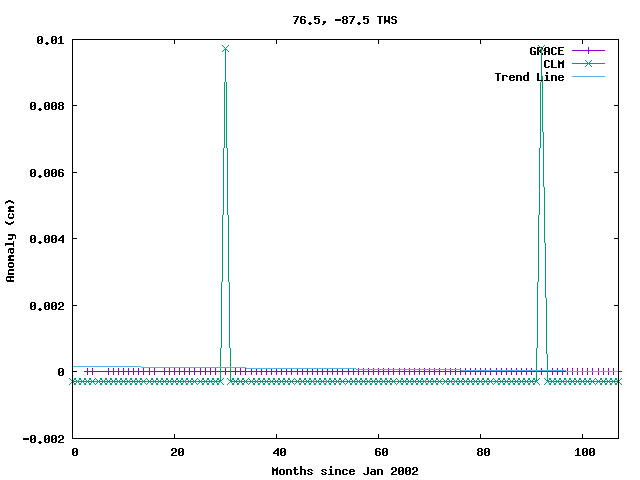 76.5, -87.5 TWS
0.01
0.008
0.006
0.004
0.002
0
-0.002
Anomaly (cm)
GRACE
CLM
Trend Line
0 20 40 60 80 100
Months since Jan 2002